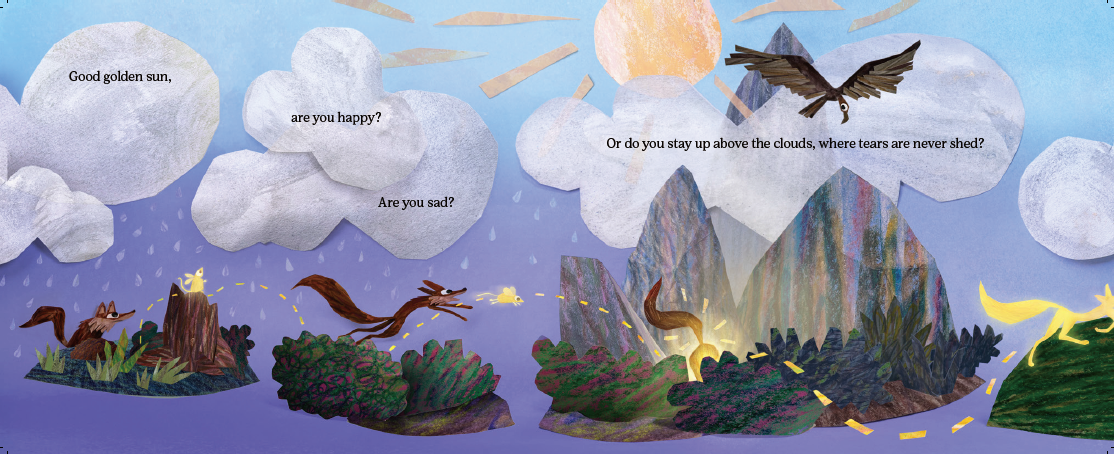 Good golden sun,
are you happy?
Are you sad?
Or do you stay up above the clouds, where tears are never shed?